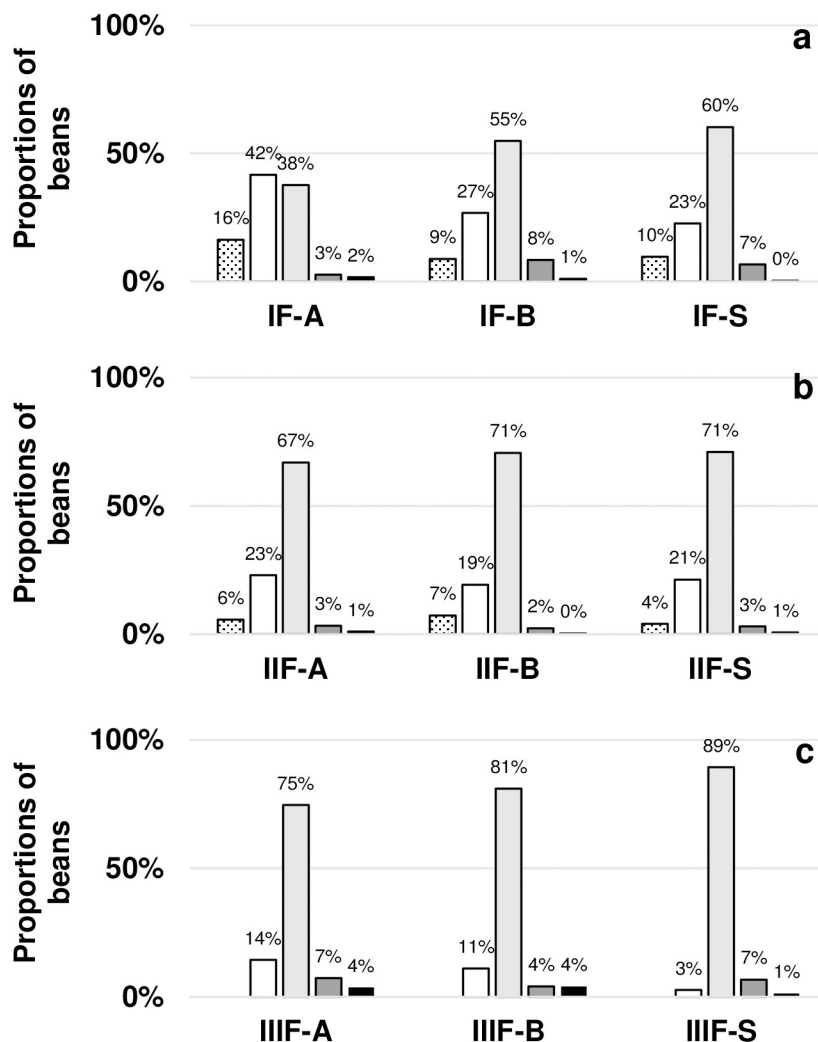 100%
a
Proportions of
beans
50%
0%
16% 42% 38% 3% 2%
9% 27% 55% 8% 1%
10% 23% 60% 7% 0%
IF-A IF-B IF-S
100%
b
Proportions of
beans
50%
0%
6% 23% 67% 3% 1%
7% 19% 71% 2% 0%
4% 21% 71% 3% 1%
IIF-A IIF-B IIF-S
100%
c
Proportions of
beans
50%
0%
14% 75% 7% 4%
11% 81% 4% 4%
3% 89% 7% 1%
IIIF-A IIIF-B IIIF-S